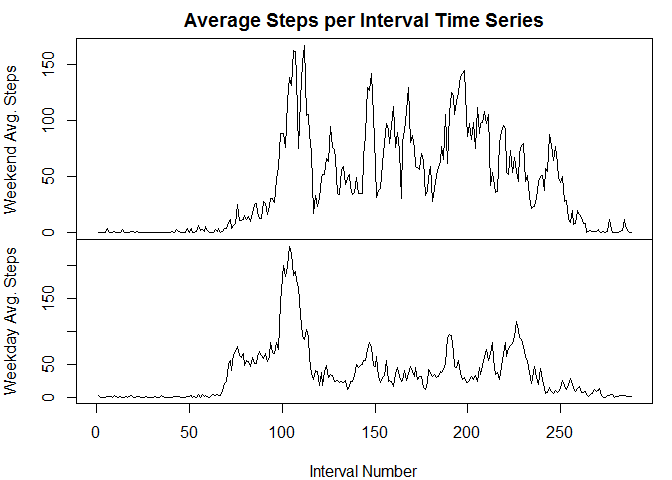 Average Steps per Interval Time Series
Weekend Avg. Steps
150
100
50
0
Weekday Avg. Steps
150
50
0
0 50 100 150 200 250
Interval Number